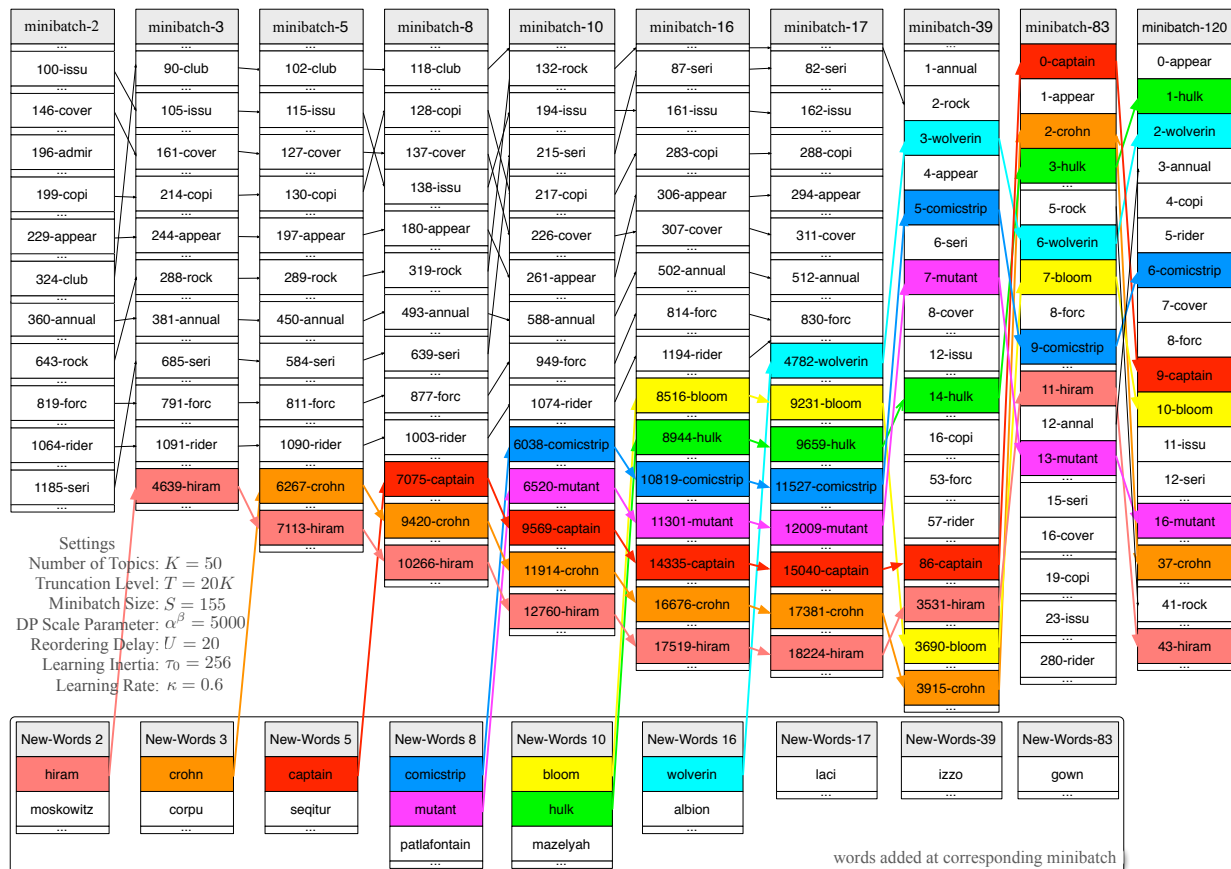 minibatch-2
...
100-issu
...
146-cover
...
196-admir
...
199-copi
...
229-appear
...
324-club
...
360-annual
...
643-rock
...
819-forc
...
1064-rider
...
1185-seri
...
minibatch-3
...
90-club
...
105-issu
...
161-cover
...
214-copi
...
244-appear
...
288-rock
...
381-annual
...
685-seri
...
791-forc
...
1091-rider
...
4639-hiram
...
minibatch-5
...
102-club
...
115-issu
...
127-cover
...
130-copi
...
197-appear
...
289-rock
...
450-annual
...
584-seri
...
811-forc
...
1090-rider
...
6267-crohn
...
7113-hiram
...
minibatch-8
...
118-club
...
128-copi
...
137-cover
138-issu
...
180-appear
...
319-rock
...
493-annual
...
639-seri
...
877-forc
...
1003-rider
...
7075-captain
...
9420-crohn
...
10266-hiram
...
minibatch-10
...
132-rock
...
194-issu
...
215-seri
...
217-copi
...
226-cover
...
261-appear
...
588-annual
...
949-forc
...
1074-rider
...
6038-comicstrip
...
6520-mutant
...
9569-captain
...
11914-crohn
...
12760-hiram
...
minibatch-16
...
87-seri
...
161-issu
...
283-copi
...
306-appear
...
307-cover
...
502-annual
...
814-forc
...
1194-rider
...
8516-bloom
...
8944-hulk
...
10819-comicstrip
...
11301-mutant
...
14335-captain
...
16676-crohn
...
17519-hiram
...
minibatch-17
...
82-seri
...
162-issu
...
288-copi
...
294-appear
...
311-cover
...
512-annual
...
830-forc
...
4782-wolverin
...
9231-bloom
...
9659-hulk
...
11527-comicstrip
...
12009-mutant
...
15040-captain
...
17381-crohn
...
18224-hiram
...
minibatch-39
...
1-annual
2-rock
3-wolverin
4-appear
5-comicstrip
6-seri
7-mutant
8-cover
...
12-issu
...
14-hulk
...
16-copi
...
53-forc
...
57-rider
...
86-captain
...
3531-hiram
...
3690-bloom
...
3915-crohn
...
minibatch-83
0-captain
1-appear
2-crohn
3-hulk
...
5-rock
6-wolverin
7-bloom
8-forc
9-comicstrip
...
11-hiram
12-annal
13-mutant
...
15-seri
16-cover
...
19-copi
...
23-issu
...
280-rider
...
minibatch-120
0-appear
1-hulk
2-wolverin
3-annual
4-copi
5-rider
6-comicstrip
7-cover
8-forc
9-captain
10-bloom
11-issu
12-seri
...
16-mutant
...
37-crohn
...
41-rock
...
43-hiram
...
Settings
Number of Topics: K = 50
Truncation Level: T = 20K
Minibatch Size: S = 155
DP Scale Parameter: α^β = 5000
Reordering Delay: U = 20
Learning Inertia: τ₀ = 256
Learning Rate: κ = 0.6
New-Words 2
hiram
moskowitz
...
New-Words 3
crohn
corpu
...
New-Words 5
captain
seqitur
...
New-Words 8
comicstrip
mutant
patlafontain
...
New-Words 10
bloom
hulk
mazelyah
...
New-Words 16
wolverin
albion
...
New-Words-17
laci
...
New-Words-39
izzo
...
New-Words-83
gown
...
words added at corresponding minibatch